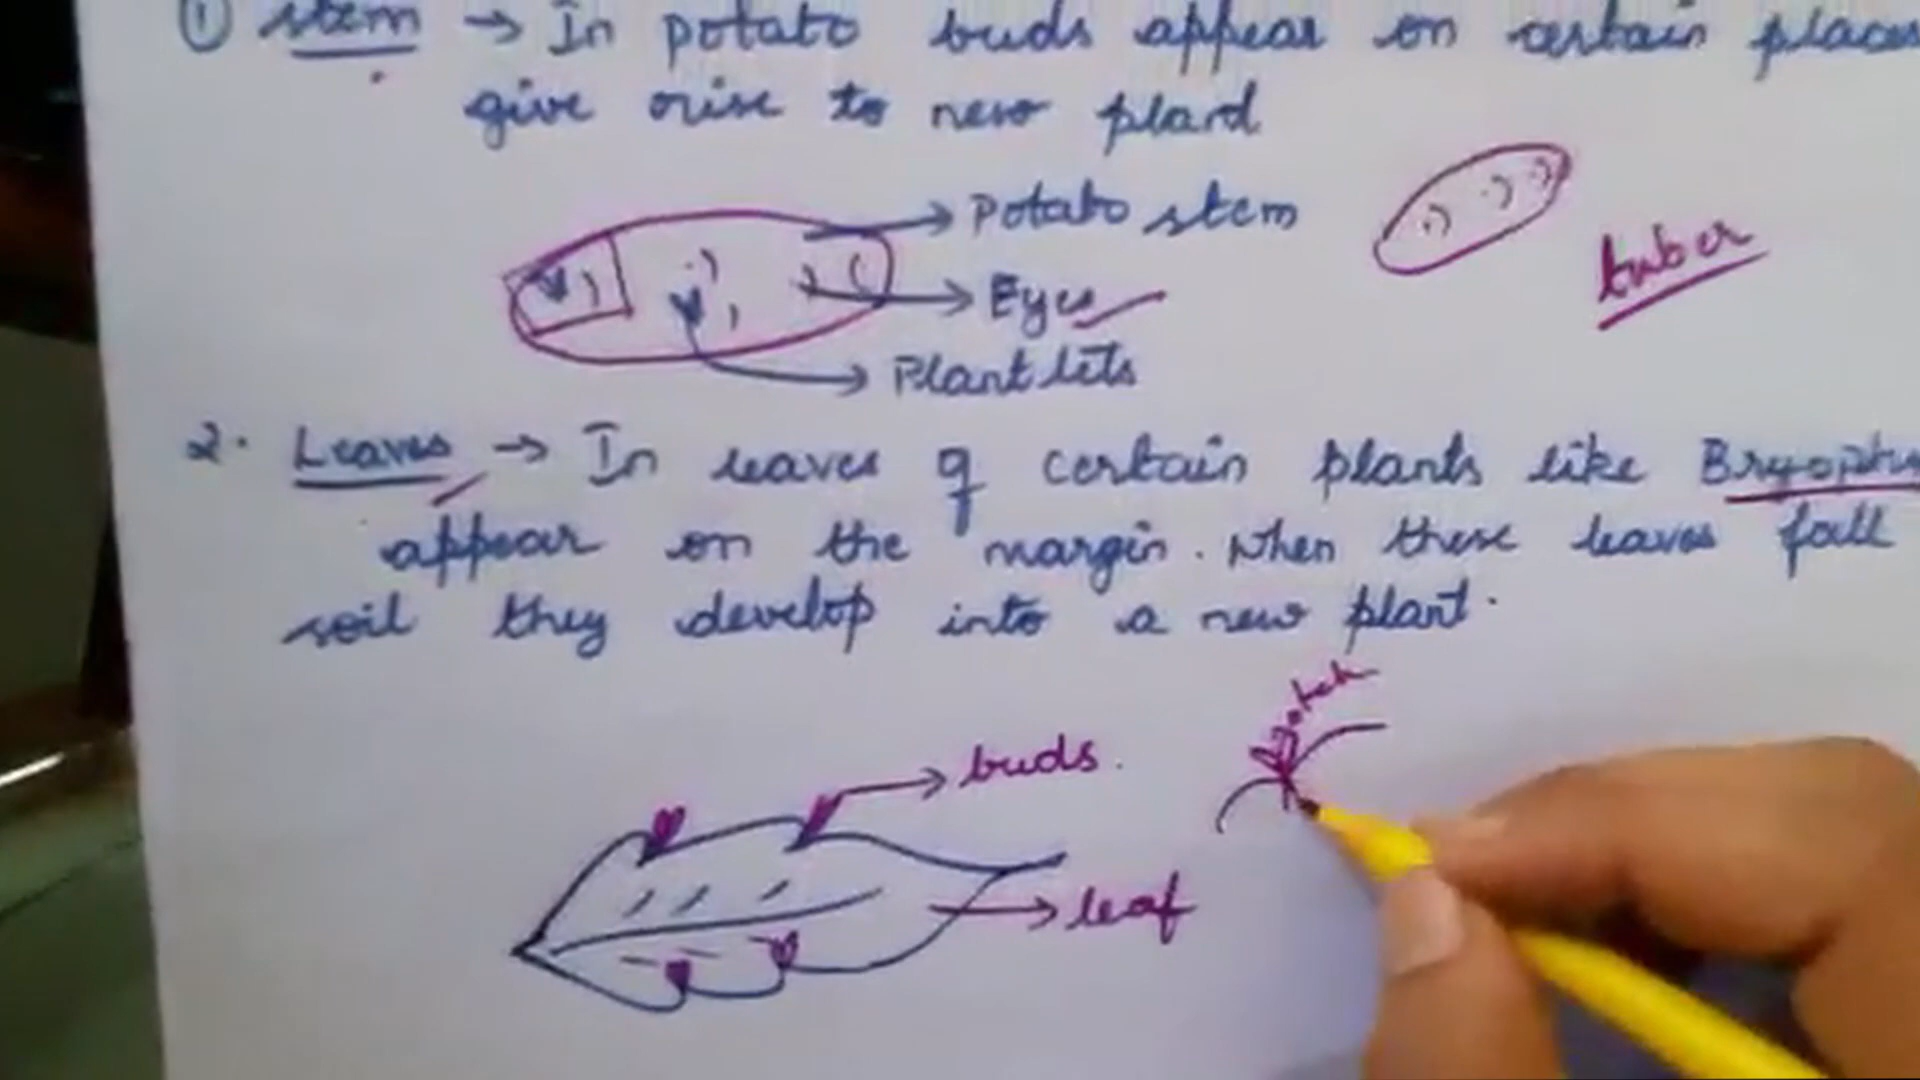 ① stem → In potato buds appear on certain places
give rise to new plant
→ Potato stem
→ Eyes
tuber
→ Plantlets
2. Leaves → In leaves of certain plants like Bryophy
appear on the margin. When these leaves fall
soil they develop into a new plant.
notch
→ buds.
→ leaf